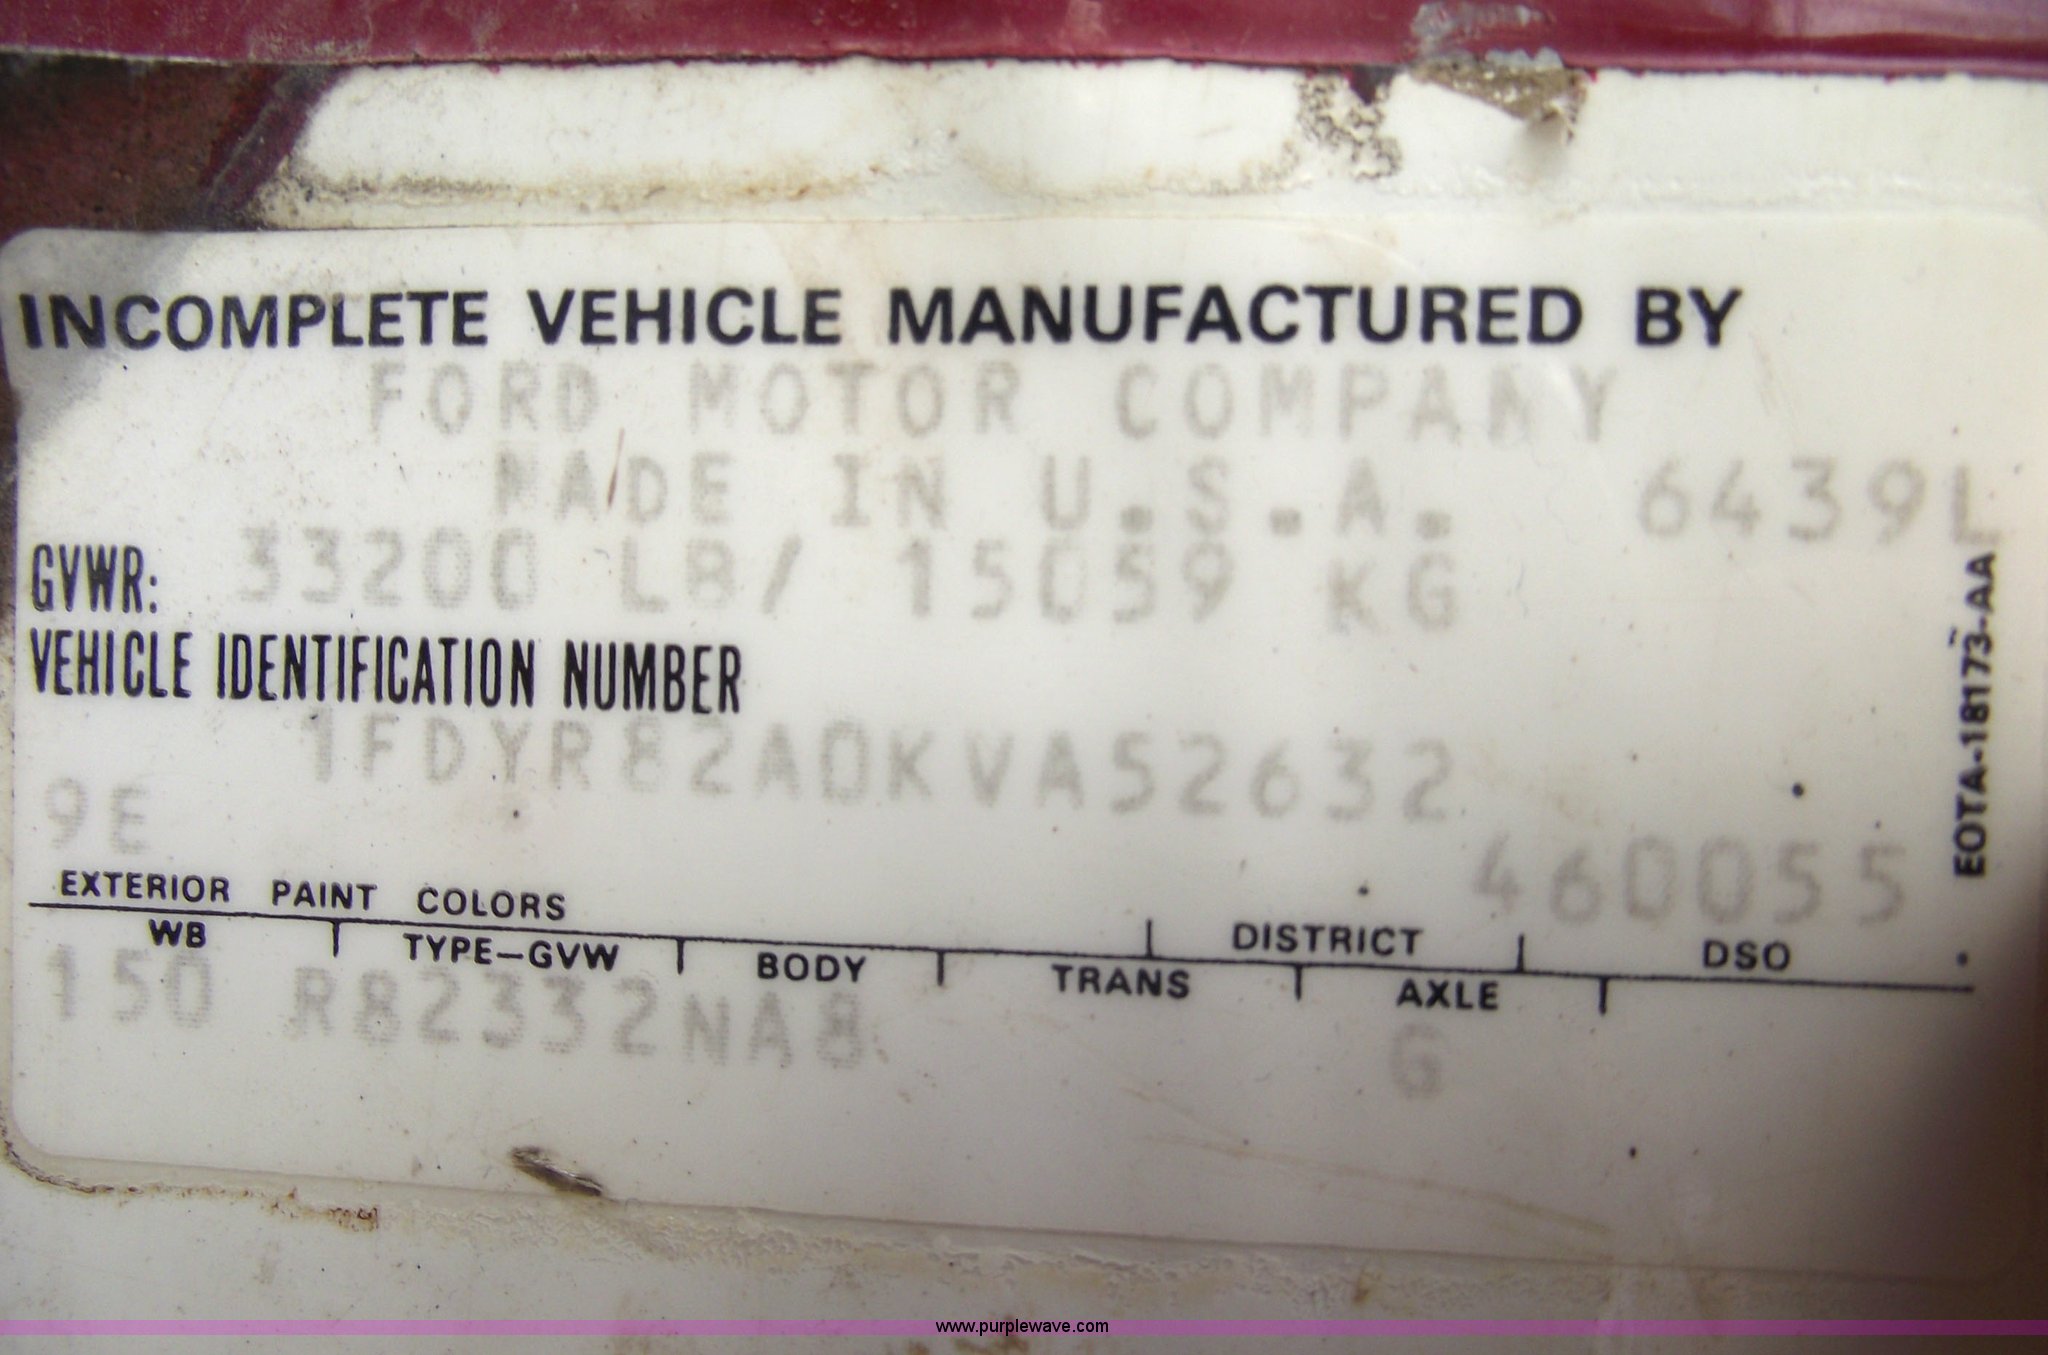 INCOMPLETE VEHICLE MANUFACTURED BY
FORD MOTOR COMPANY
MADE IN U.S.A. 6439L
GVWR: 33200 LB/ 15059 KG
VEHICLE IDENTIFICATION NUMBER
1FDYR82A0KVA52632
9E
460055
EXTERIOR PAINT COLORS
DISTRICT DSO
WB TYPE-GVW BODY TRANS AXLE
150 R82332NA8 G
EOTA-18173-AA
www.purplewave.com